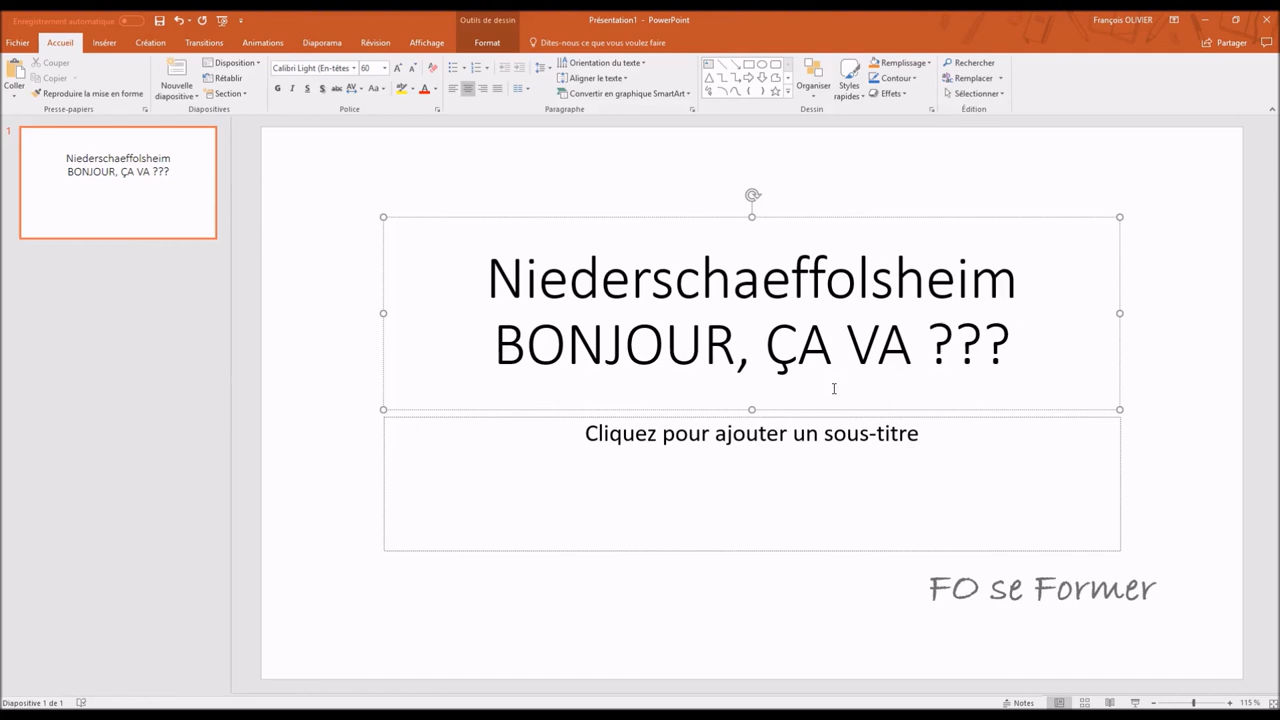 Enregistrement automatique
Outils de dessin
Présentation1 - PowerPoint
François OLIVIER
Fichier Accueil Insérer Création Transitions Animations Diaporama Révision Affichage Format Dites-nous ce que vous voulez faire Partager
Coller
Couper
Copier
Reproduire la mise en forme
Presse-papiers
Nouvelle diapositive
Disposition
Rétablir
Section
Diapositives
Calibri Light (En-têtes 60
G I S S abc AV Aa A
Police
Orientation du texte
Aligner le texte
Convertir en graphique SmartArt
Paragraphe
Organiser
Styles rapides
Remplissage
Contour
Effets
Dessin
Rechercher
Remplacer
Sélectionner
Édition
1
Niederschaeffolsheim
BONJOUR, ÇA VA ???
Niederschaeffolsheim
BONJOUR, ÇA VA ???
Cliquez pour ajouter un sous-titre
FO se Former
Diapositive 1 de 1
Notes
115 %